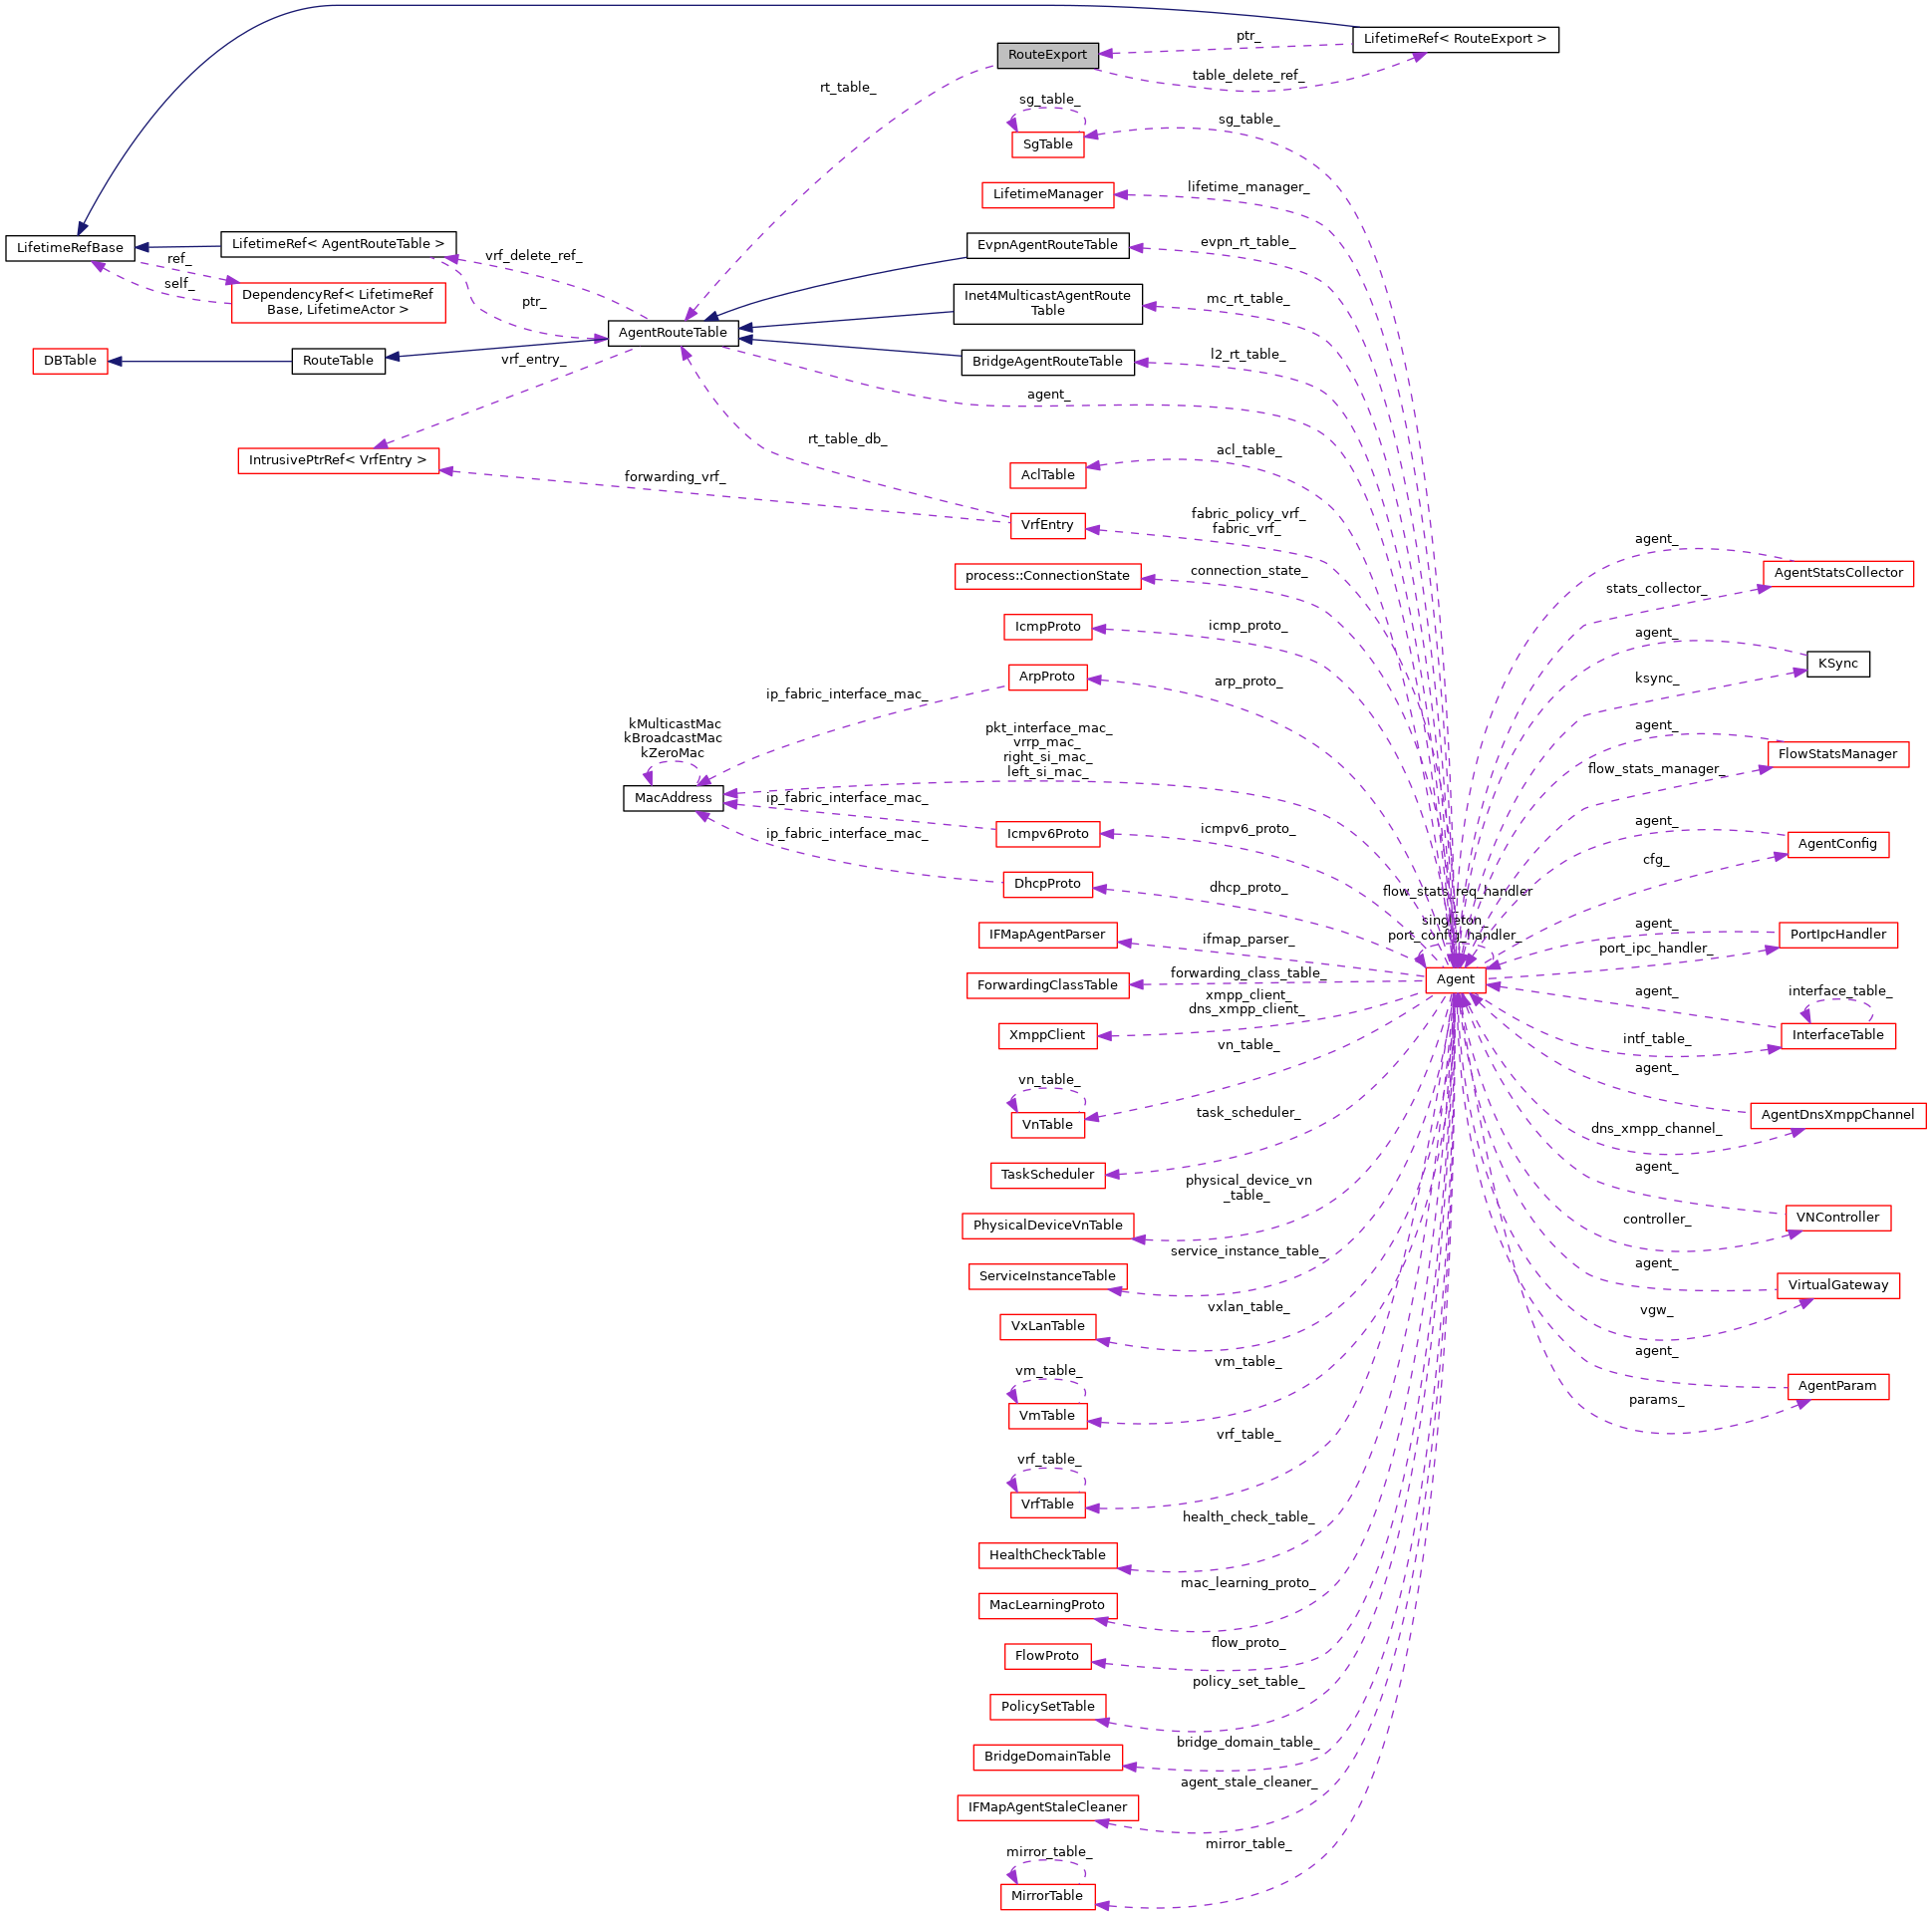 LifetimeRef< RouteExport >
ptr_
RouteExport
table_delete_ref_
rt_table_
sg_table_
sg_table_
SgTable
lifetime_manager_
LifetimeManager
LifetimeRefBase
LifetimeRef< AgentRouteTable >
ref_
self_
vrf_delete_ref_
EvpnAgentRouteTable
evpn_rt_table_
DependencyRef< LifetimeRef
Base, LifetimeActor >
ptr_
Inet4MulticastAgentRoute
Table
mc_rt_table_
AgentRouteTable
DBTable
RouteTable
vrf_entry_
BridgeAgentRouteTable
l2_rt_table_
agent_
rt_table_db_
IntrusivePtrRef< VrfEntry >
forwarding_vrf_
acl_table_
AclTable
VrfEntry
fabric_policy_vrf_
fabric_vrf_
process::ConnectionState
connection_state_
IcmpProto
icmp_proto_
ArpProto
arp_proto_
ip_fabric_interface_mac_
kMulticastMac
kBroadcastMac
kZeroMac
MacAddress
pkt_interface_mac_
vrrp_mac_
right_si_mac_
left_si_mac_
ip_fabric_interface_mac_
Icmpv6Proto
icmpv6_proto_
ip_fabric_interface_mac_
DhcpProto
dhcp_proto_
flow_stats_req_handler
_
singleton_
port_config_handler_
Agent
IFMapAgentParser
ifmap_parser_
ForwardingClassTable
forwarding_class_table_
XmppClient
xmpp_client_
dns_xmpp_client_
vn_table_
vn_table_
VnTable
task_scheduler_
TaskScheduler
physical_device_vn
_table_
PhysicalDeviceVnTable
service_instance_table_
ServiceInstanceTable
vxlan_table_
VxLanTable
vm_table_
vm_table_
VmTable
vrf_table_
vrf_table_
VrfTable
health_check_table_
HealthCheckTable
mac_learning_proto_
MacLearningProto
flow_proto_
FlowProto
policy_set_table_
PolicySetTable
bridge_domain_table_
BridgeDomainTable
agent_stale_cleaner_
IFMapAgentStaleCleaner
mirror_table_
mirror_table_
MirrorTable
agent_
AgentStatsCollector
stats_collector_
agent_
KSync
ksync_
agent_
FlowStatsManager
flow_stats_manager_
agent_
AgentConfig
cfg_
agent_
PortIpcHandler
port_ipc_handler_
agent_
interface_table_
InterfaceTable
intf_table_
agent_
AgentDnsXmppChannel
dns_xmpp_channel_
agent_
VNController
controller_
agent_
VirtualGateway
vgw_
agent_
AgentParam
params_